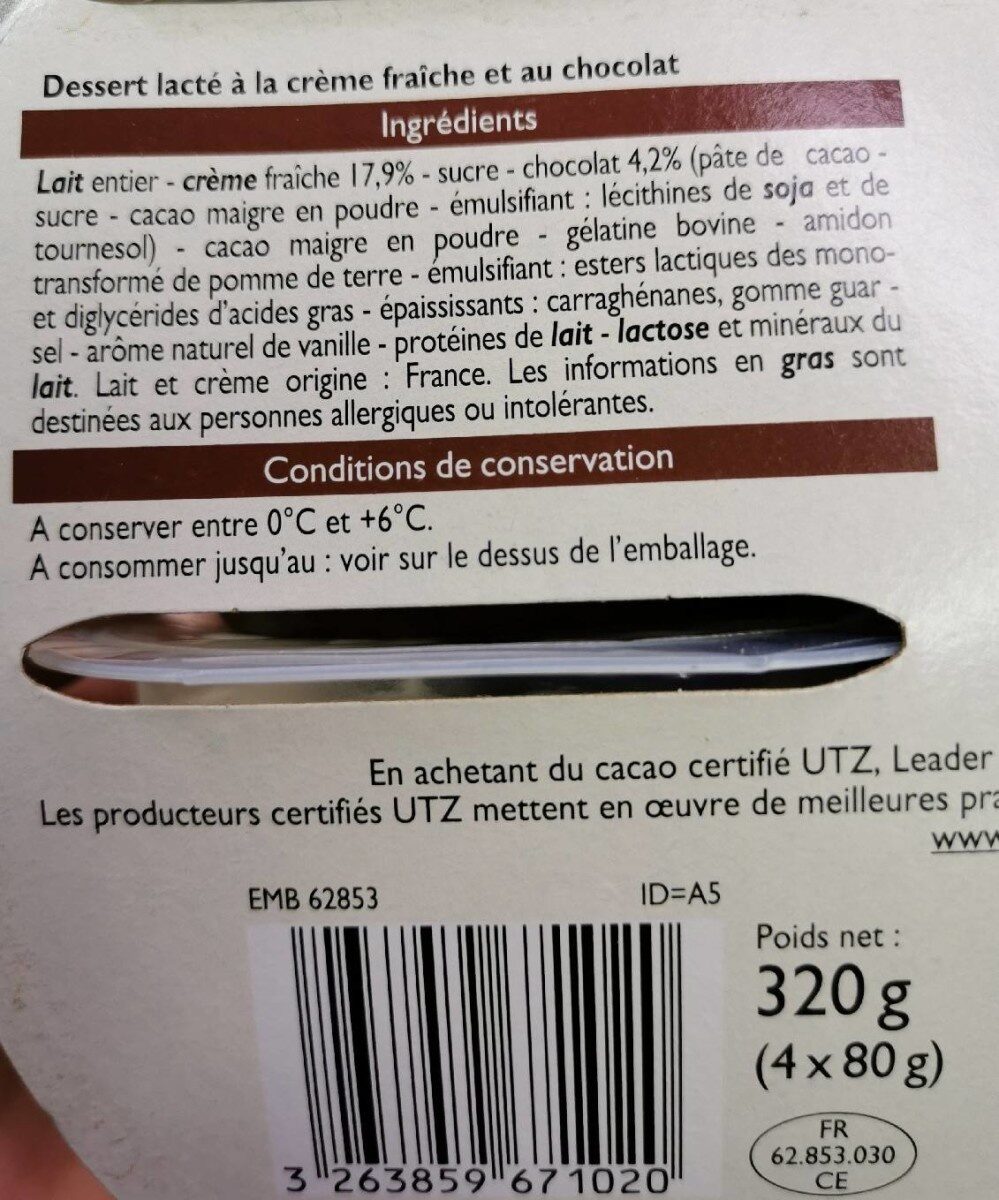 Dessert lacté à la crème fraîche et au chocolat
Ingrédients
Lait entier - crème fraîche 17,9% - sucre - chocolat 4,2% (pâte de cacao -
sucre - cacao maigre en poudre - émulsifiant : lécithines de soja et de
tournesol) - cacao maigre en poudre - gélatine bovine - amidon
transformé de pomme de terre - émulsifiant : esters lactiques des mono-
et diglycérides d'acides gras - épaississants : carraghénanes, gomme guar -
sel - arôme naturel de vanille - protéines de lait - lactose et minéraux du
lait. Lait et crème origine : France. Les informations en gras sont
destinées aux personnes allergiques ou intolérantes.
Conditions de conservation
A conserver entre 0°C et +6°C.
A consommer jusqu'au : voir sur le dessus de l'emballage.
En achetant du cacao certifié UTZ, Leader
Les producteurs certifiés UTZ mettent en œuvre de meilleures pra
www
EMB 62853 ID=A5
Poids net :
320 g
(4 x 80 g)
FR
62.853.030
CE
3 263859 671020